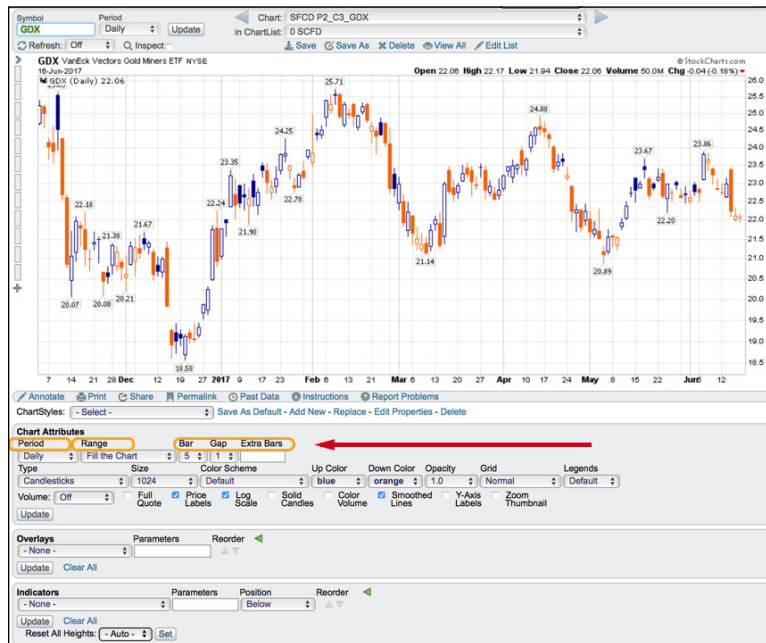 Symbol Period Chart: SFCD P2_C3_GDX
GDX Daily Update in ChartList: 0 SCFD
Refresh: Off Inspect Save Save As Delete View All Edit List
GDX VanEck Vectors Gold Miners ETF NYSE © StockCharts.com
16-Jun-2017 Open 22.06 High 22.17 Low 21.94 Close 22.06 Volume 50.0M Chg -0.04 (-0.18%)
GDX (Daily) 22.06
26.0
25.71
25.5
25.0
24.88
24.5
24.25
24.0
23.86
23.67
23.5
23.35
23.0
22.78
22.5
22.24
22.18
22.20
22.0
21.90
21.67
21.5
21.38
21.14
21.0
20.89
20.5
20.21
20.07 20.08
20.0
19.5
19.0
18.58
18.5
7 14 21 28 Dec 12 19 27 2017 9 17 23 Feb 6 13 21 Mar 6 13 20 27 Apr 10 17 24 May 8 15 22 Jun 5 12
Annotate Print Share Permalink Past Data Instructions Report Problems
ChartStyles: - Select - Save As Default - Add New - Replace - Edit Properties - Delete
Chart Attributes
Period Range Bar Gap Extra Bars
Daily Fill the Chart 5 1
Type Size Color Scheme Up Color Down Color Opacity Grid Legends
Candlesticks 1024 Default blue orange 1.0 Normal Default
Volume: Off Full Quote Price Labels Log Scale Solid Candles Color Volume Smoothed Lines Y-Axis Labels Zoom Thumbnail
Update
Overlays Parameters Reorder
- None -
Update Clear All
Indicators Parameters Position Reorder
- None - Below
Update Clear All
Reset All Heights: - Auto - Set